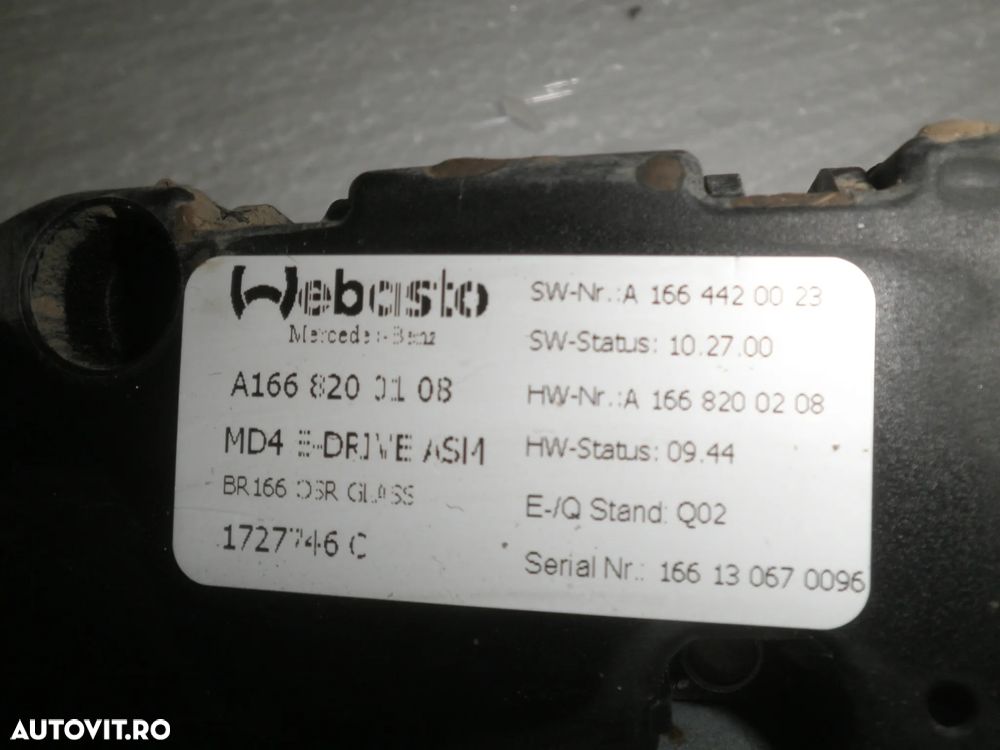 Webasto
Mercedes-Benz
A166 820 01 08
MD4 E-DRIVE ASM
BR166 OSR GLASS
1727746 C
SW-Nr.:A 166 442 00 23
SW-Status: 10.27.00
HW-Nr.:A 166 820 02 08
HW-Status: 09.44
E-/Q Stand: Q02
Serial Nr.: 166 13 067 0096
AUTOVIT.RO